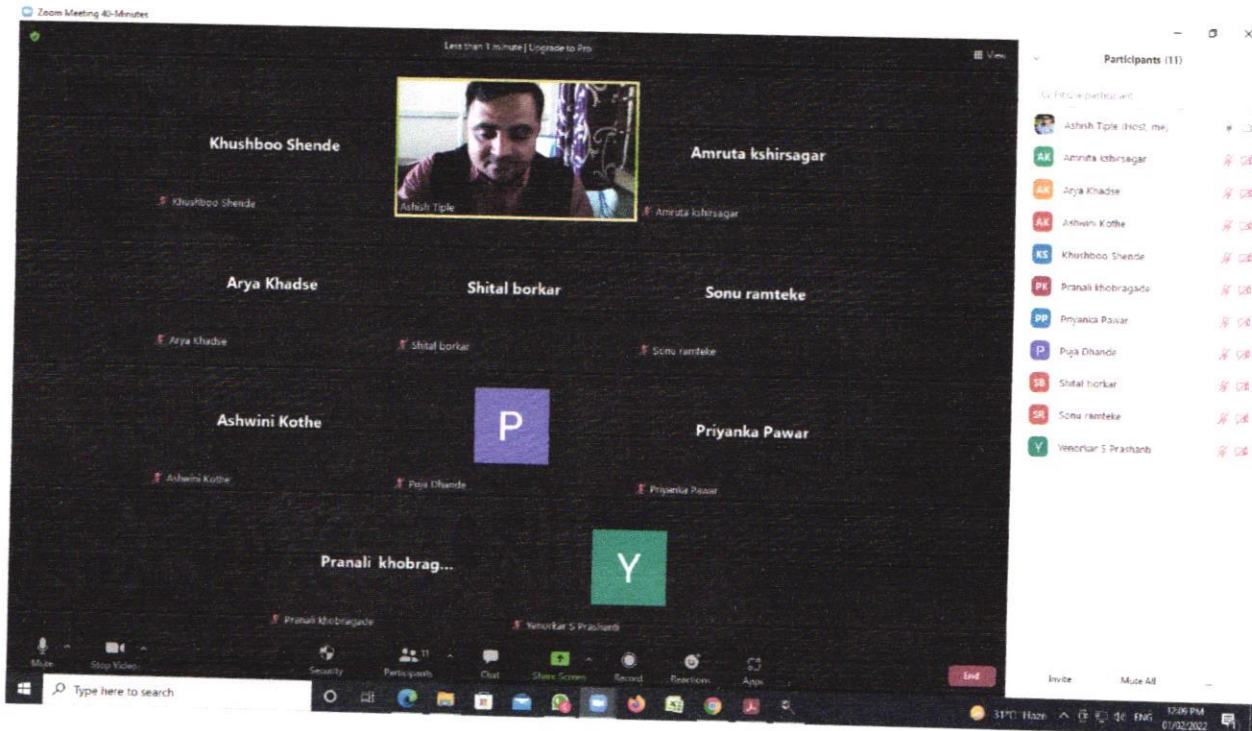 Zoom Meeting 40-Minutes
Less than 1 minute | Upgrade to Pro
View
Khushboo Shende
Khushboo Shende
Ashish Tiple
Amruta kshirsagar
Amruta kshirsagar
Arya Khadse
Arya Khadse
Shital borkar
Shital borkar
Sonu ramteke
Sonu ramteke
Ashwini Kothe
Ashwini Kothe
P
Puja Dhande
Priyanka Pawar
Priyanka Pawar
Pranali khobrag...
Pranali khobragade
Y
Yenorkar S Prashanti
Participants (11)
Ashish Tiple (Host, me)
AK Amruta kshirsagar
AK Arya Khadse
AK Ashwini Kothe
KS Khushboo Shende
PK Pranali khobragade
PP Priyanka Pawar
P Puja Dhande
SB Shital borkar
SR Sonu ramteke
Y Yenorkar S Prashanti
Invite
Mute All
Mute
Stop Video
Security
Participants
11
Chat
Share Screen
Record
Reactions
Apps
End
Type here to search
31°C Haze
ENG
12:09 PM
01/02/2022